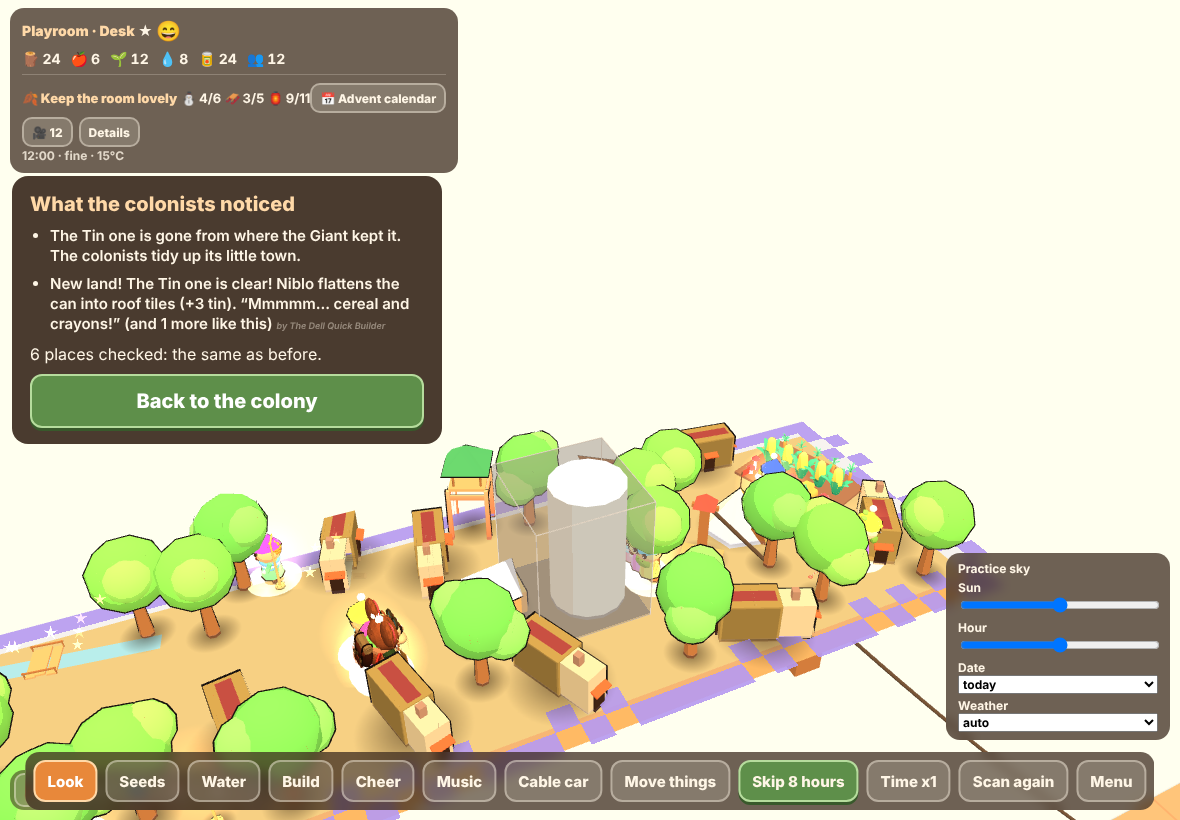 Playroom · Desk ★
24 6 12 8 24 12
Keep the room lovely 4/6 3/5 9/11
Advent calendar
12 Details
12:00 · fine · 15°C
What the colonists noticed
• The Tin one is gone from where the Giant kept it.
The colonists tidy up its little town.
• New land! The Tin one is clear! Niblo flattens the
can into roof tiles (+3 tin). “Mmmmm… cereal and
crayons!” (and 1 more like this) by The Dell Quick Builder
6 places checked: the same as before.
Back to the colony
Practice sky
Sun
Hour
Date
today
Weather
auto
Look Seeds Water Build Cheer Music Cable car Move things Skip 8 hours Time x1 Scan again Menu